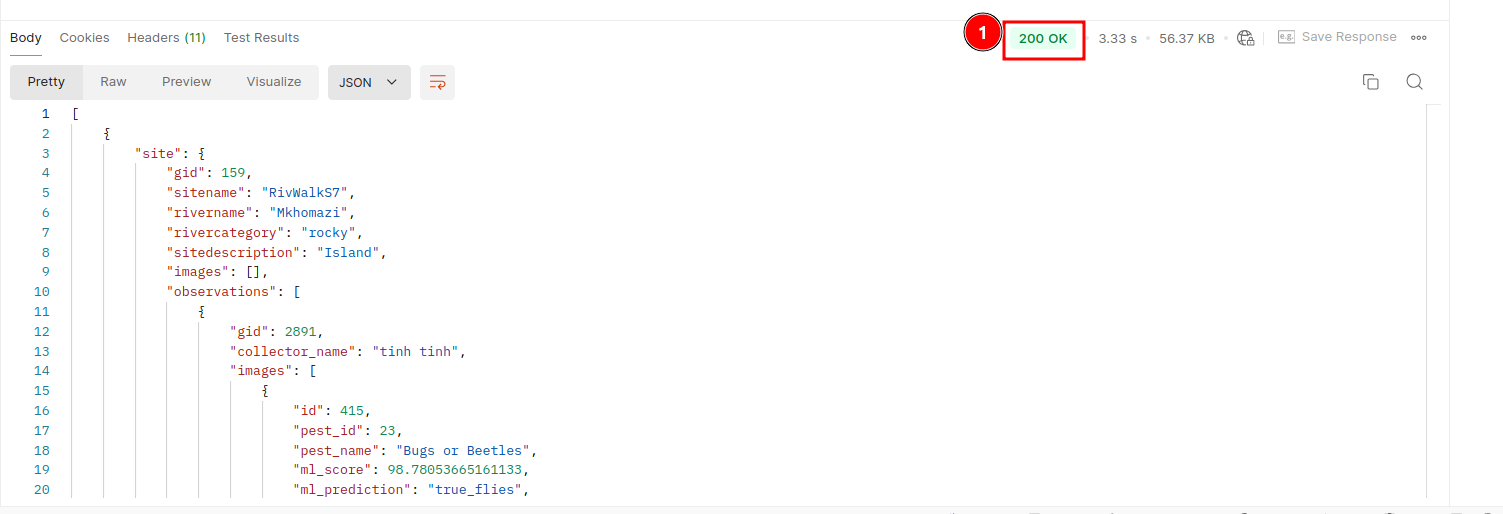 Body Cookies Headers (11) Test Results 1 200 OK 3.33 s 56.37 KB e.g. Save Response
Pretty Raw Preview Visualize JSON
1 [
2 {
3 "site": {
4 "gid": 159,
5 "sitename": "RivWalkS7",
6 "rivername": "Mkhomazi",
7 "rivercategory": "rocky",
8 "sitedescription": "Island",
9 "images": [],
10 "observations": [
11 {
12 "gid": 2891,
13 "collector_name": "tinh tinh",
14 "images": [
15 {
16 "id": 415,
17 "pest_id": 23,
18 "pest_name": "Bugs or Beetles",
19 "ml_score": 98.78053665161133,
20 "ml_prediction": "true_flies",